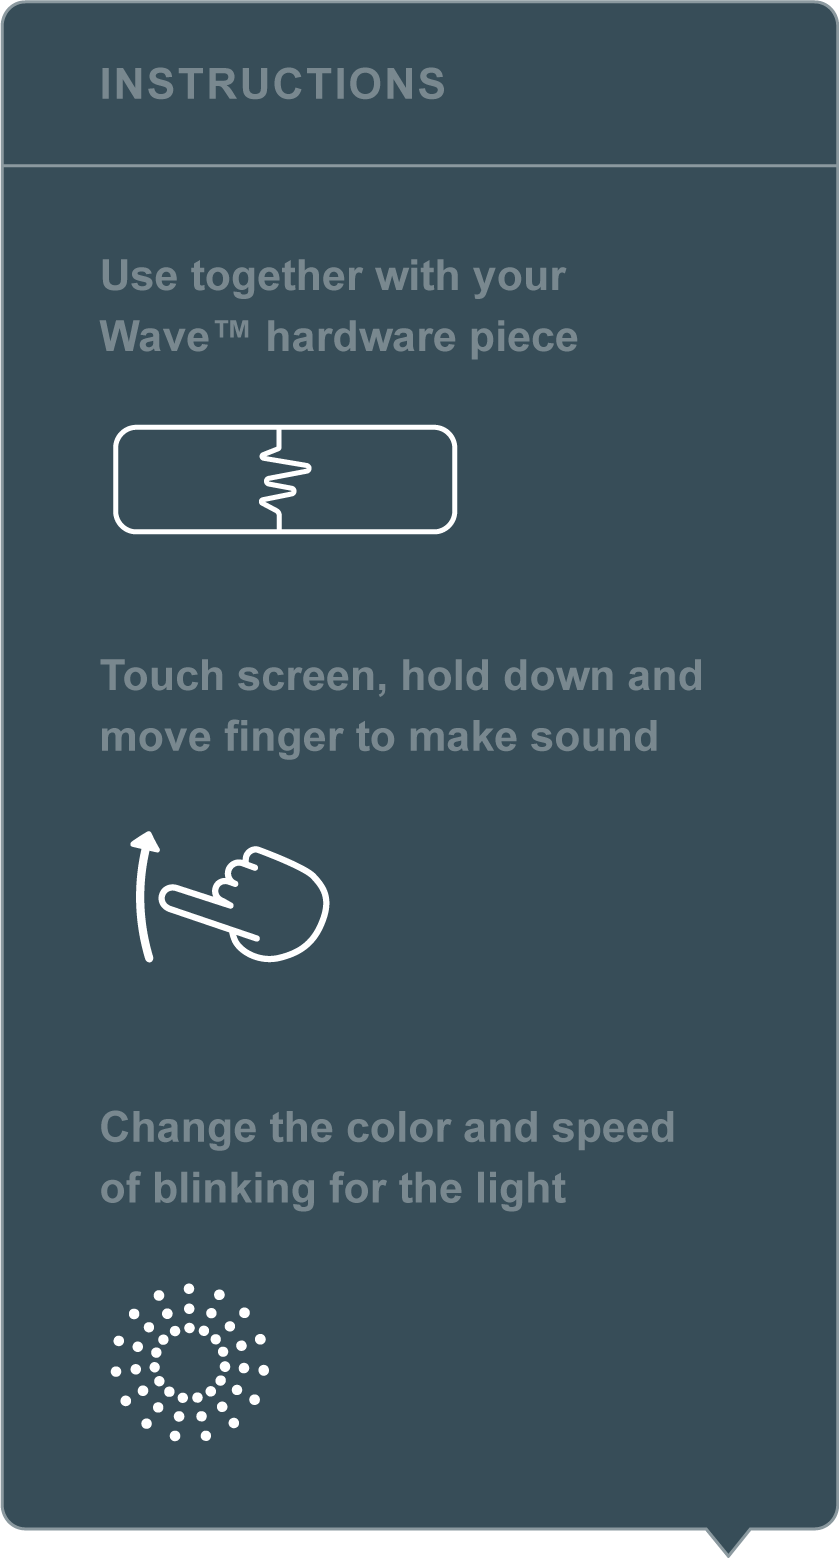 INSTRUCTIONS
Use together with your
Wave™ hardware piece
Touch screen, hold down and
move finger to make sound
Change the color and speed
of blinking for the light